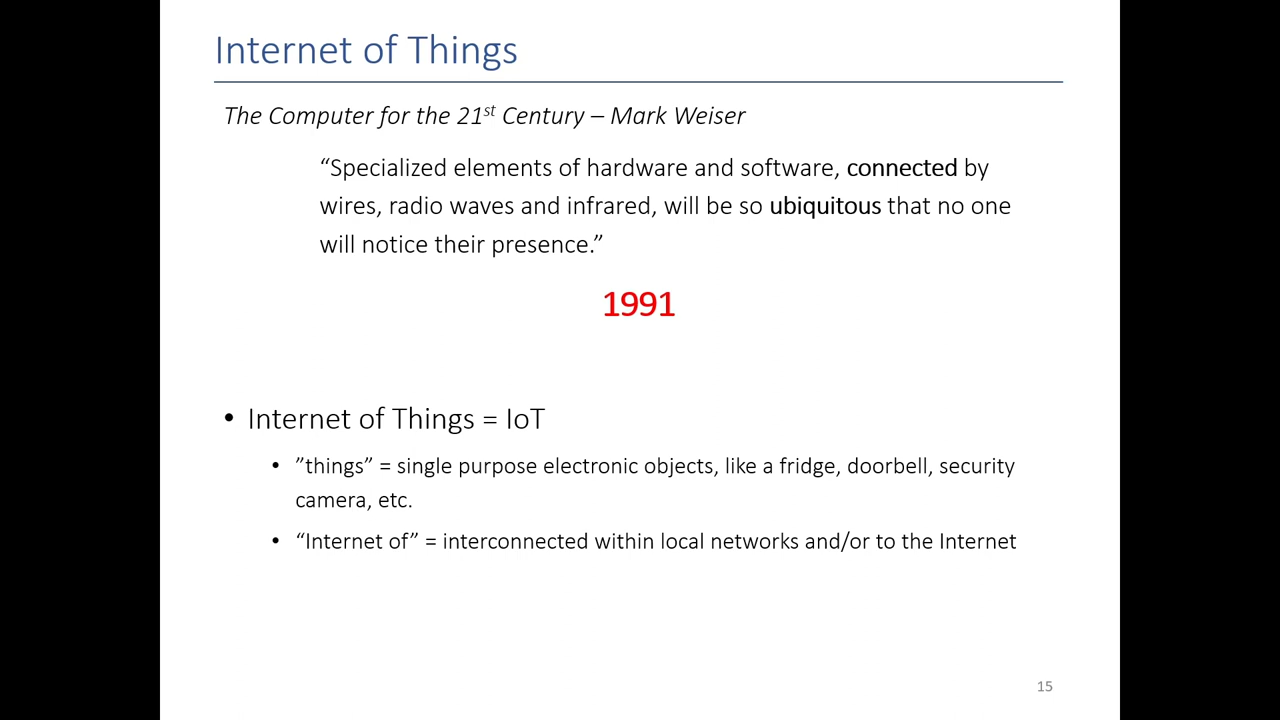 Internet of Things
The Computer for the 21st Century – Mark Weiser
“Specialized elements of hardware and software, connected by
wires, radio waves and infrared, will be so ubiquitous that no one
will notice their presence.”
1991
• Internet of Things = IoT
• ”things” = single purpose electronic objects, like a fridge, doorbell, security
camera, etc.
• “Internet of” = interconnected within local networks and/or to the Internet
15